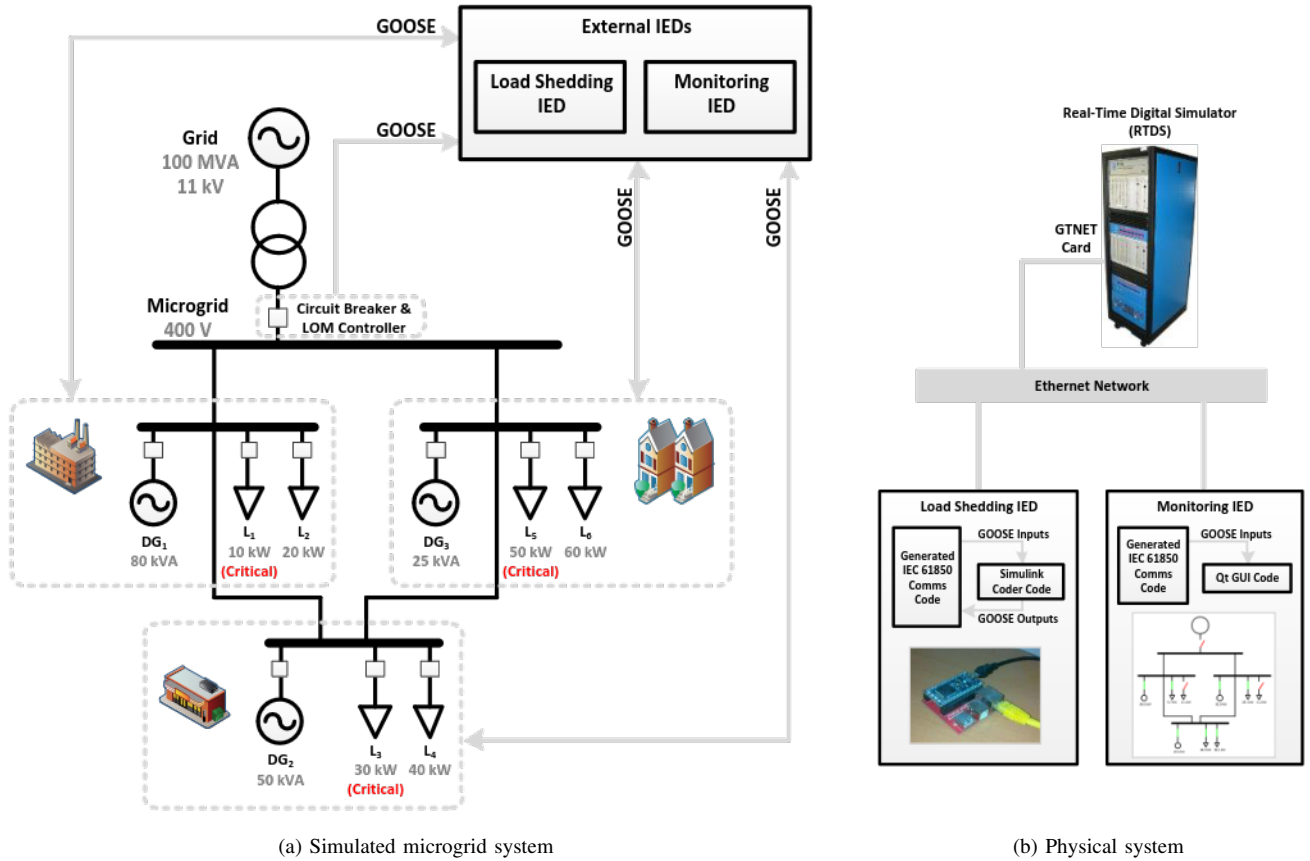 GOOSE
External IEDs
Load Shedding
IED
Monitoring
IED
GOOSE
Grid
100 MVA
11 kV
GOOSE
GOOSE
Microgrid
400 V
Circuit Breaker &
LOM Controller
DG1
80 kVA
L1
10 kW
(Critical)
L2
20 kW
DG3
25 kVA
L5
50 kW
(Critical)
L6
60 kW
DG2
50 kVA
L3
30 kW
(Critical)
L4
40 kW
(a) Simulated microgrid system
Real-Time Digital Simulator
(RTDS)
GTNET
Card
Ethernet Network
Load Shedding IED
Generated
IEC 61850
Comms
Code
GOOSE Inputs
Simulink
Coder Code
GOOSE Outputs
Monitoring IED
Generated
IEC 61850
Comms
Code
GOOSE Inputs
Qt GUI Code
(b) Physical system